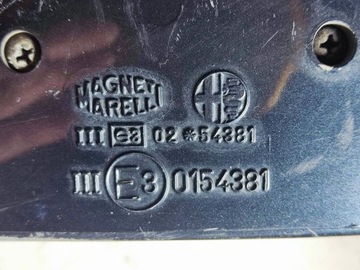 MAGNETI
MARELLI
III e3 02*54381
III E3 0154381